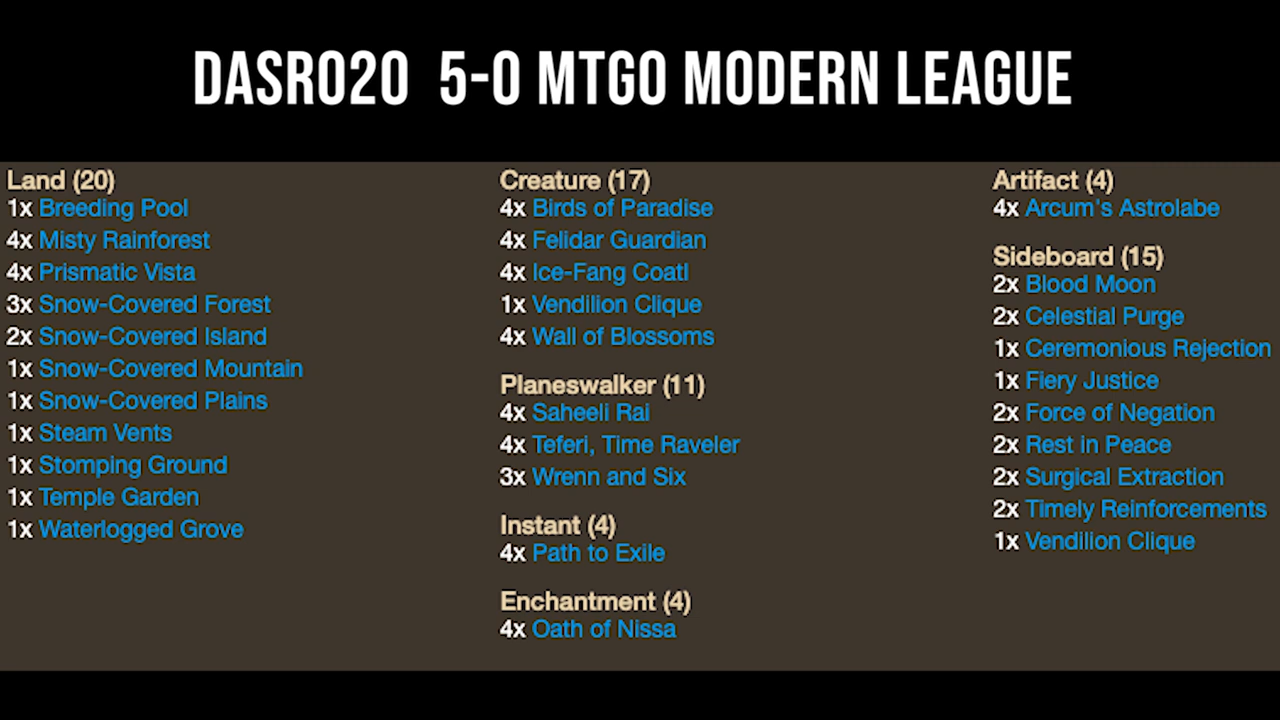 DASRO20 5-0 MTGO MODERN LEAGUE
Land (20)
1x Breeding Pool
4x Misty Rainforest
4x Prismatic Vista
3x Snow-Covered Forest
2x Snow-Covered Island
1x Snow-Covered Mountain
1x Snow-Covered Plains
1x Steam Vents
1x Stomping Ground
1x Temple Garden
1x Waterlogged Grove
Creature (17)
4x Birds of Paradise
4x Felidar Guardian
4x Ice-Fang Coatl
1x Vendilion Clique
4x Wall of Blossoms
Planeswalker (11)
4x Saheeli Rai
4x Teferi, Time Raveler
3x Wrenn and Six
Instant (4)
4x Path to Exile
Enchantment (4)
4x Oath of Nissa
Artifact (4)
4x Arcum's Astrolabe
Sideboard (15)
2x Blood Moon
2x Celestial Purge
1x Ceremonious Rejection
1x Fiery Justice
2x Force of Negation
2x Rest in Peace
2x Surgical Extraction
2x Timely Reinforcements
1x Vendilion Clique